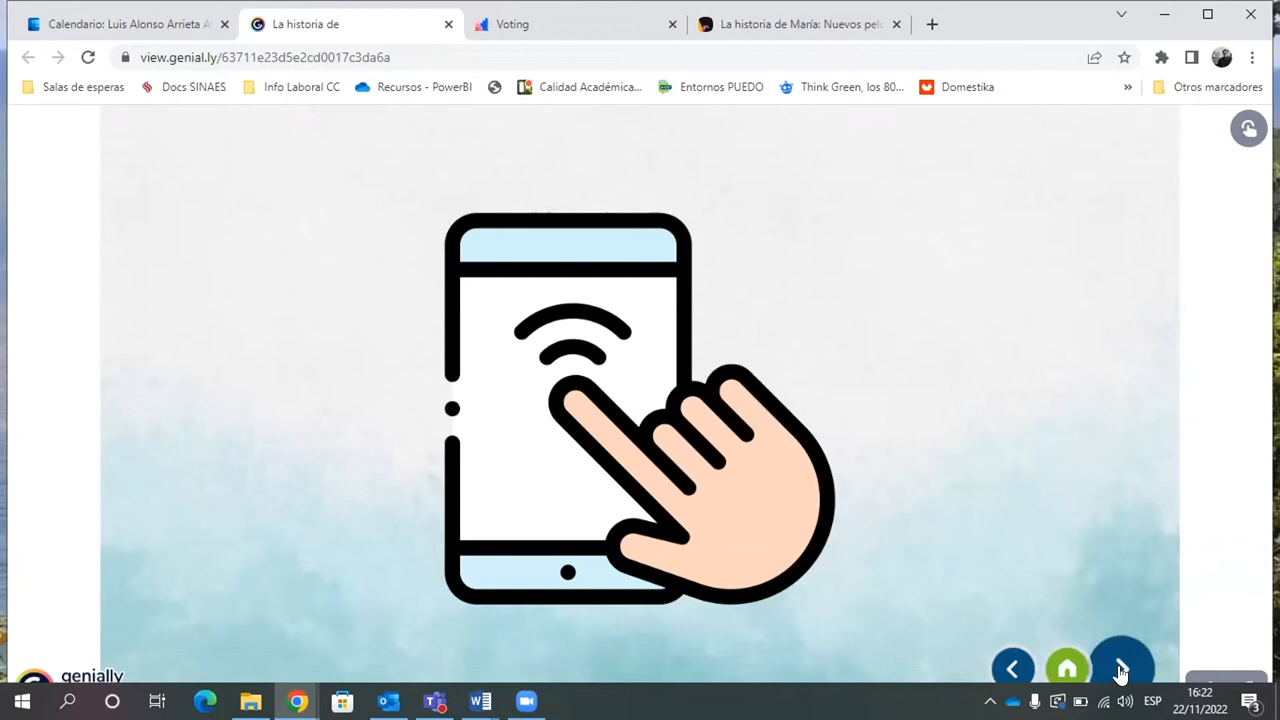 Calendario: Luis Alonso Arrieta A
La historia de
Voting
La historia de María: Nuevos pel
view.genial.ly/63711e23d5e2cd0017c3da6a
Salas de esperas
Docs SINAES
Info Laboral CC
Recursos - PowerBI
Calidad Académica...
Entornos PUEDO
Think Green, los 80...
Domestika
»
Otros marcadores
genially
ESP
16:22
22/11/2022
3